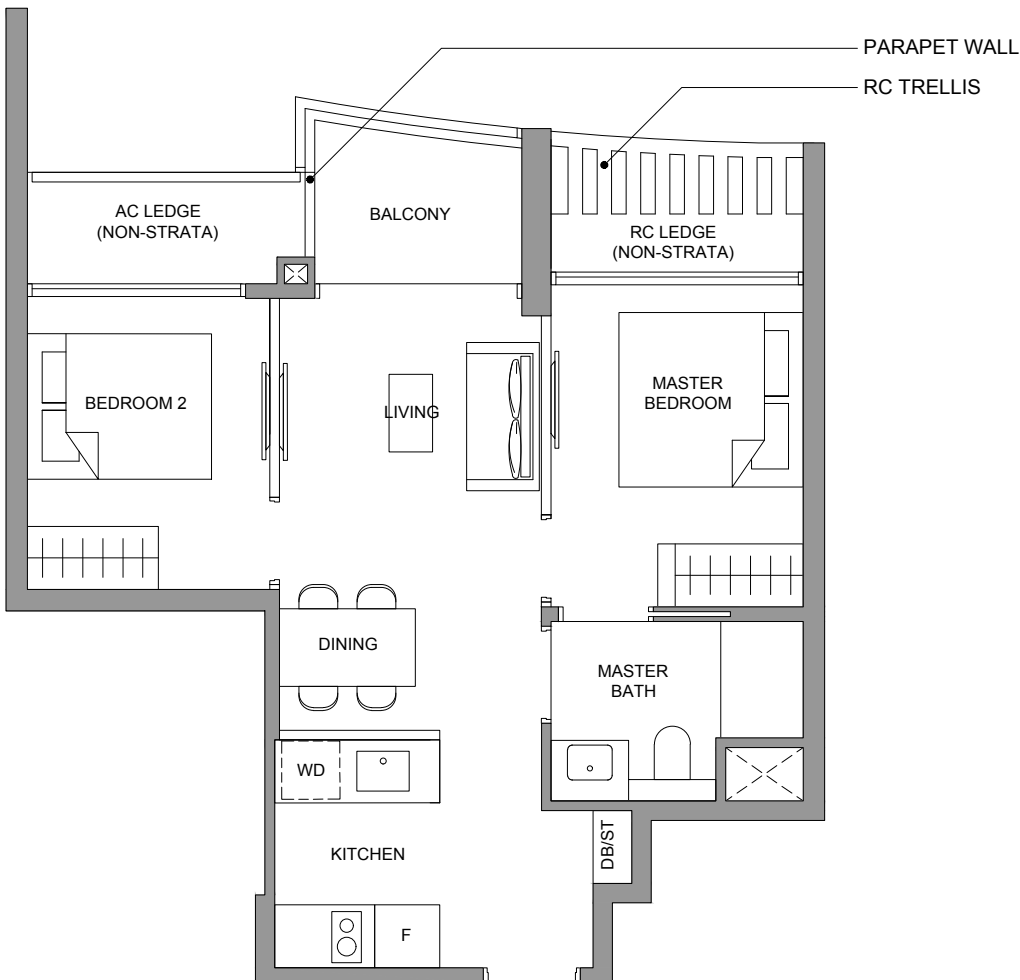 PARAPET WALL
RC TRELLIS
AC LEDGE
(NON-STRATA)
BALCONY
RC LEDGE
(NON-STRATA)
BEDROOM 2
LIVING
MASTER
BEDROOM
DINING
MASTER
BATH
WD
KITCHEN
DB/ST
F